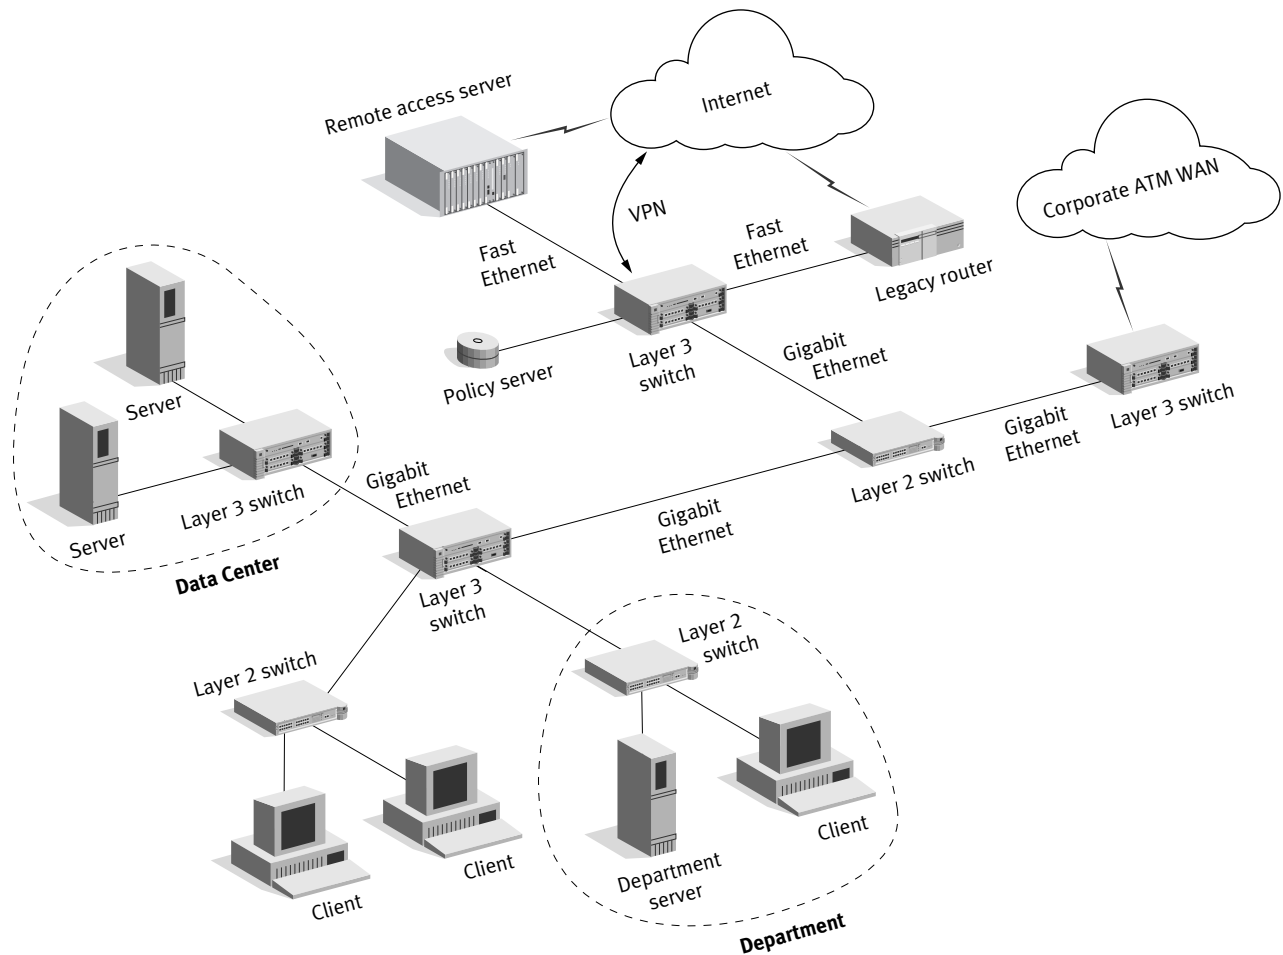 Internet
Remote access server
Corporate ATM WAN
VPN
Fast
Ethernet
Fast
Ethernet
Legacy router
Layer 3
switch
Policy server
Gigabit
Ethernet
Layer 3 switch
Gigabit
Ethernet
Layer 2 switch
Server
Layer 3 switch
Server
Data Center
Gigabit
Ethernet
Gigabit
Ethernet
Layer 3
switch
Layer 2
switch
Layer 2 switch
Client
Client
Client
Department
server
Department